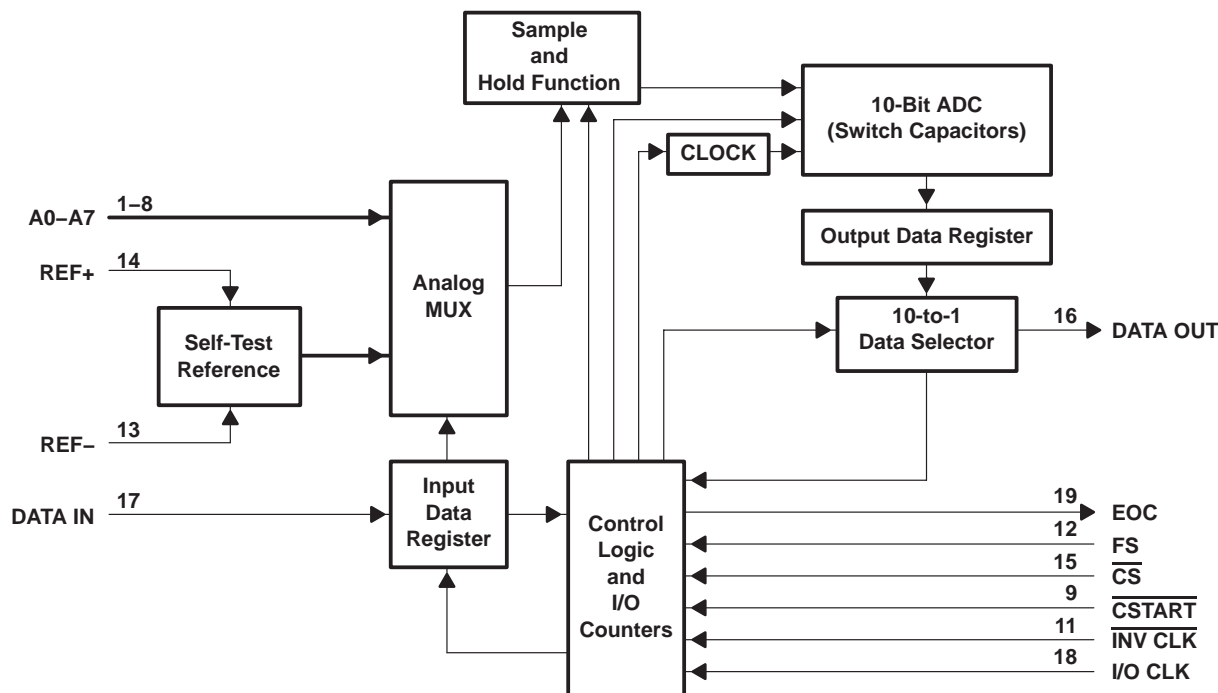 Sample
and
Hold Function
10-Bit ADC
(Switch Capacitors)
CLOCK
A0–A7
1–8
REF+
14
Analog
MUX
Output Data Register
Self-Test
Reference
10-to-1
Data Selector
16
DATA OUT
REF–
13
DATA IN
17
Input
Data
Register
Control
Logic
and
I/O
Counters
19
EOC
12
FS
15
CS
9
CSTART
11
INV CLK
18
I/O CLK